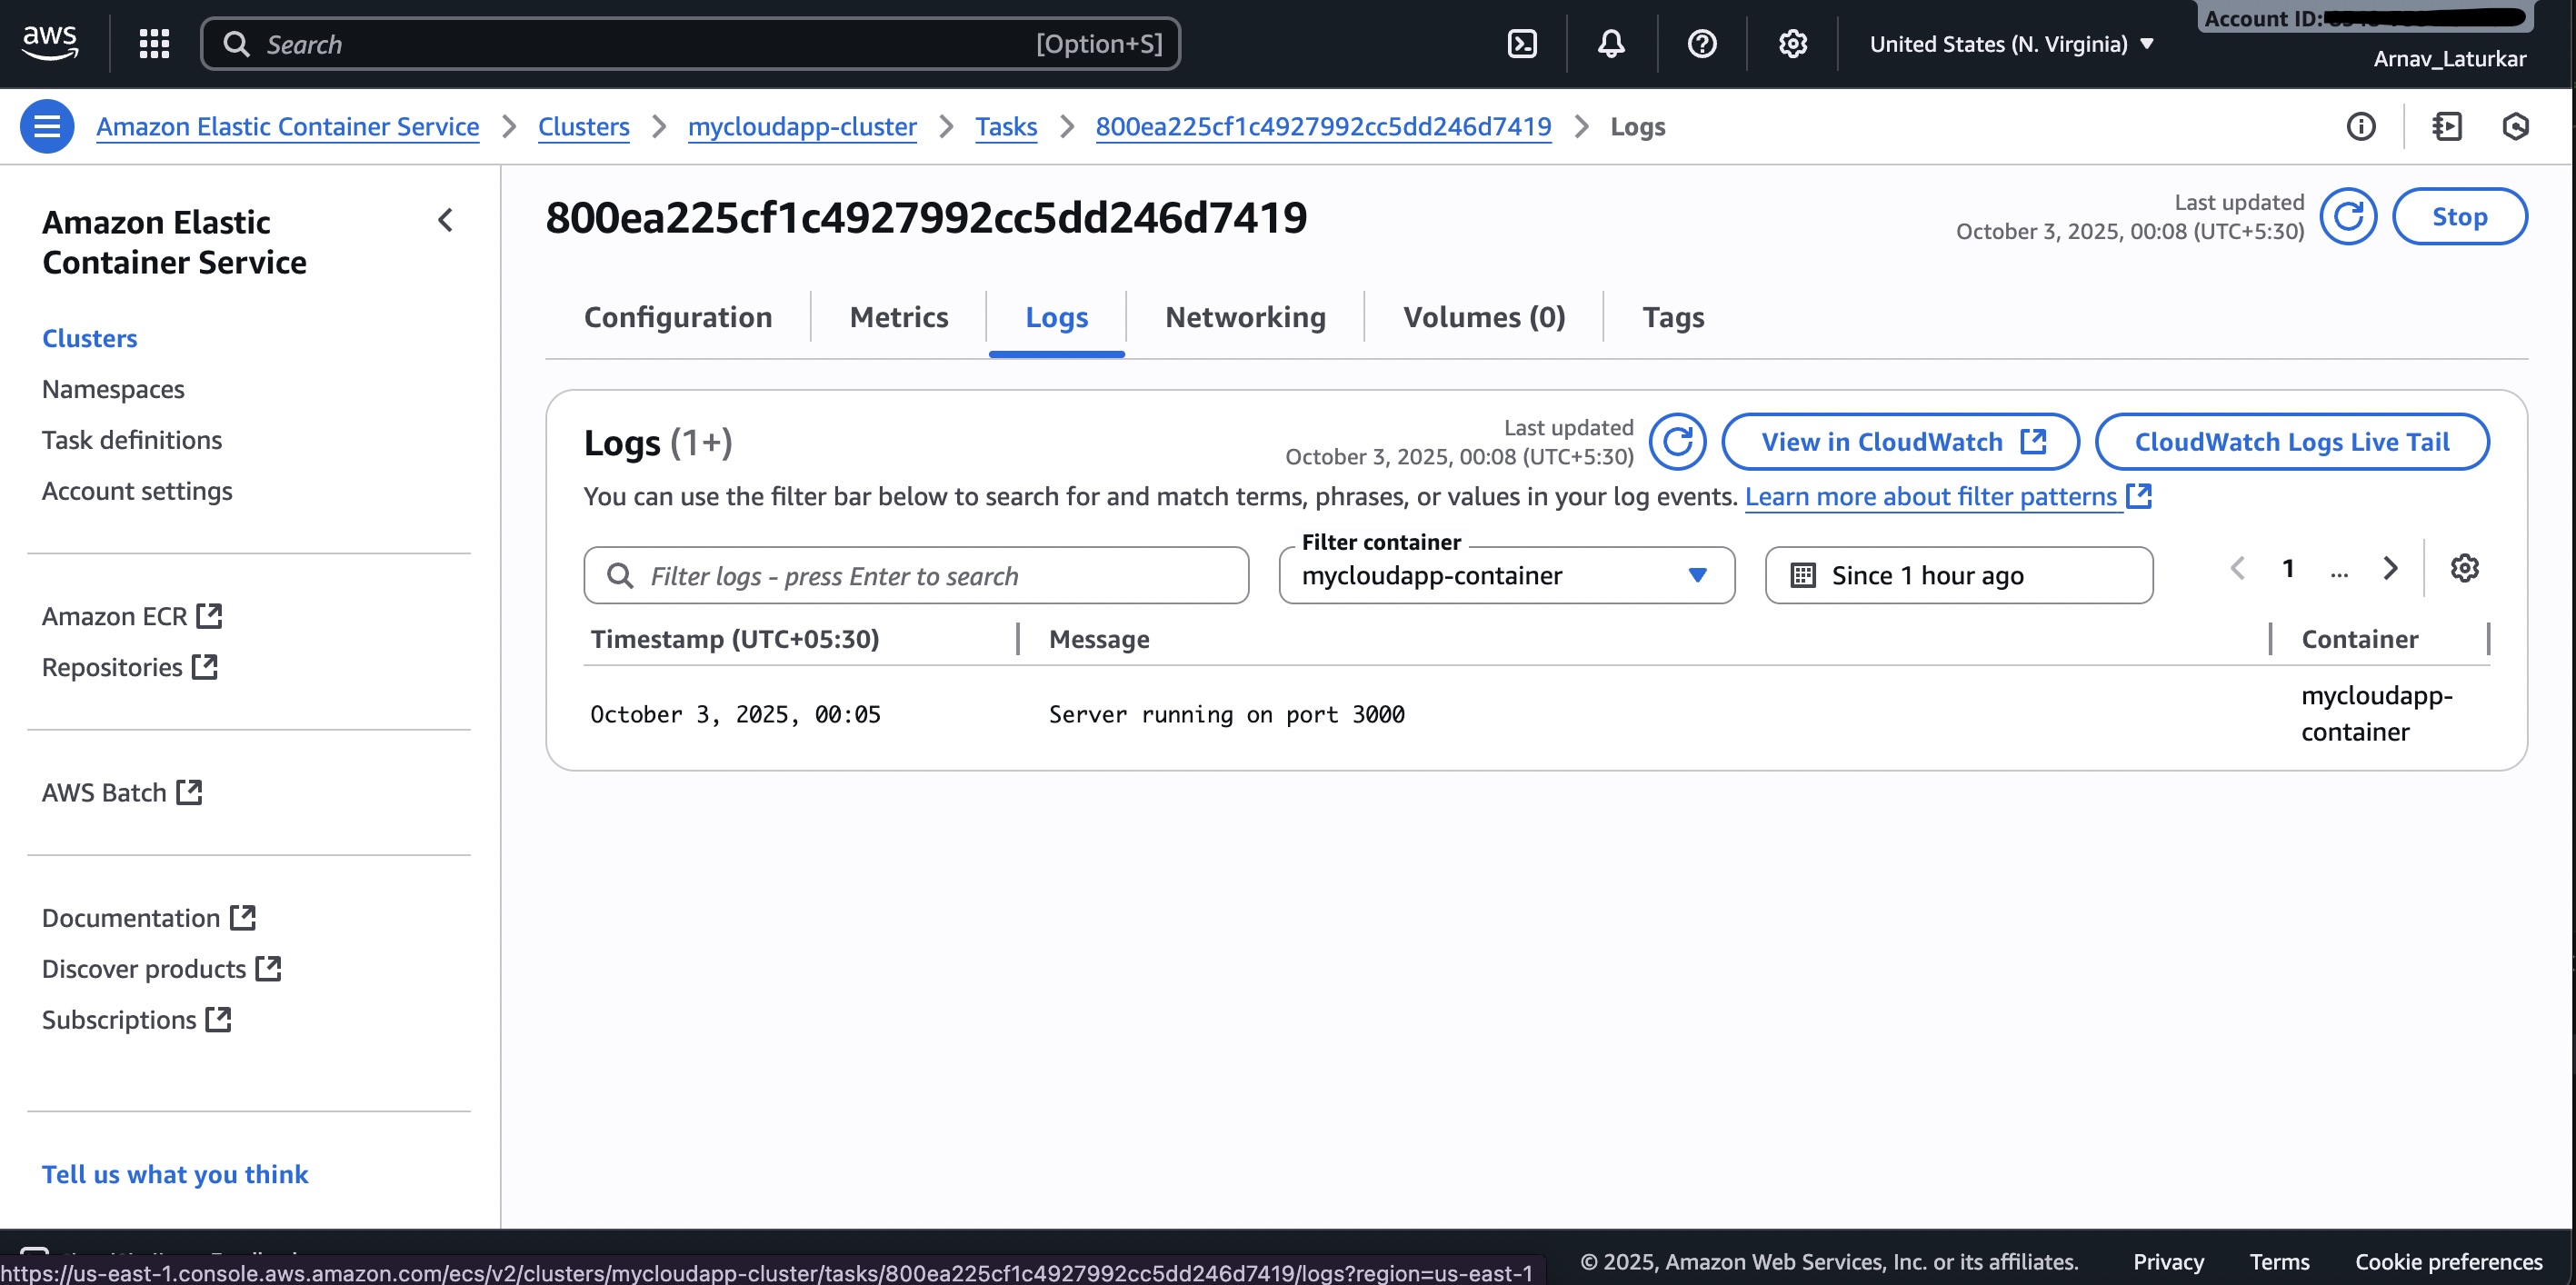 aws
Search [Option+S]
United States (N. Virginia)
Account ID:
Arnav_Laturkar
Amazon Elastic Container Service
Clusters
mycloudapp-cluster
Tasks
800ea225cf1c4927992cc5dd246d7419
Logs
Amazon Elastic
Container Service
Clusters
Namespaces
Task definitions
Account settings
Amazon ECR
Repositories
AWS Batch
Documentation
Discover products
Subscriptions
Tell us what you think
800ea225cf1c4927992cc5dd246d7419
Last updated
October 3, 2025, 00:08 (UTC+5:30)
Stop
Configuration
Metrics
Logs
Networking
Volumes (0)
Tags
Logs (1+)
Last updated
October 3, 2025, 00:08 (UTC+5:30)
View in CloudWatch
CloudWatch Logs Live Tail
You can use the filter bar below to search for and match terms, phrases, or values in your log events. Learn more about filter patterns
Filter logs - press Enter to search
Filter container
mycloudapp-container
Since 1 hour ago
1 ...
Timestamp (UTC+05:30)
Message
Container
October 3, 2025, 00:05
Server running on port 3000
mycloudapp-
container
https://us-east-1.console.aws.amazon.com/ecs/v2/clusters/mycloudapp-cluster/tasks/800ea225cf1c4927992cc5dd246d7419/logs?region=us-east-1
© 2025, Amazon Web Services, Inc. or its affiliates.
Privacy
Terms
Cookie preferences